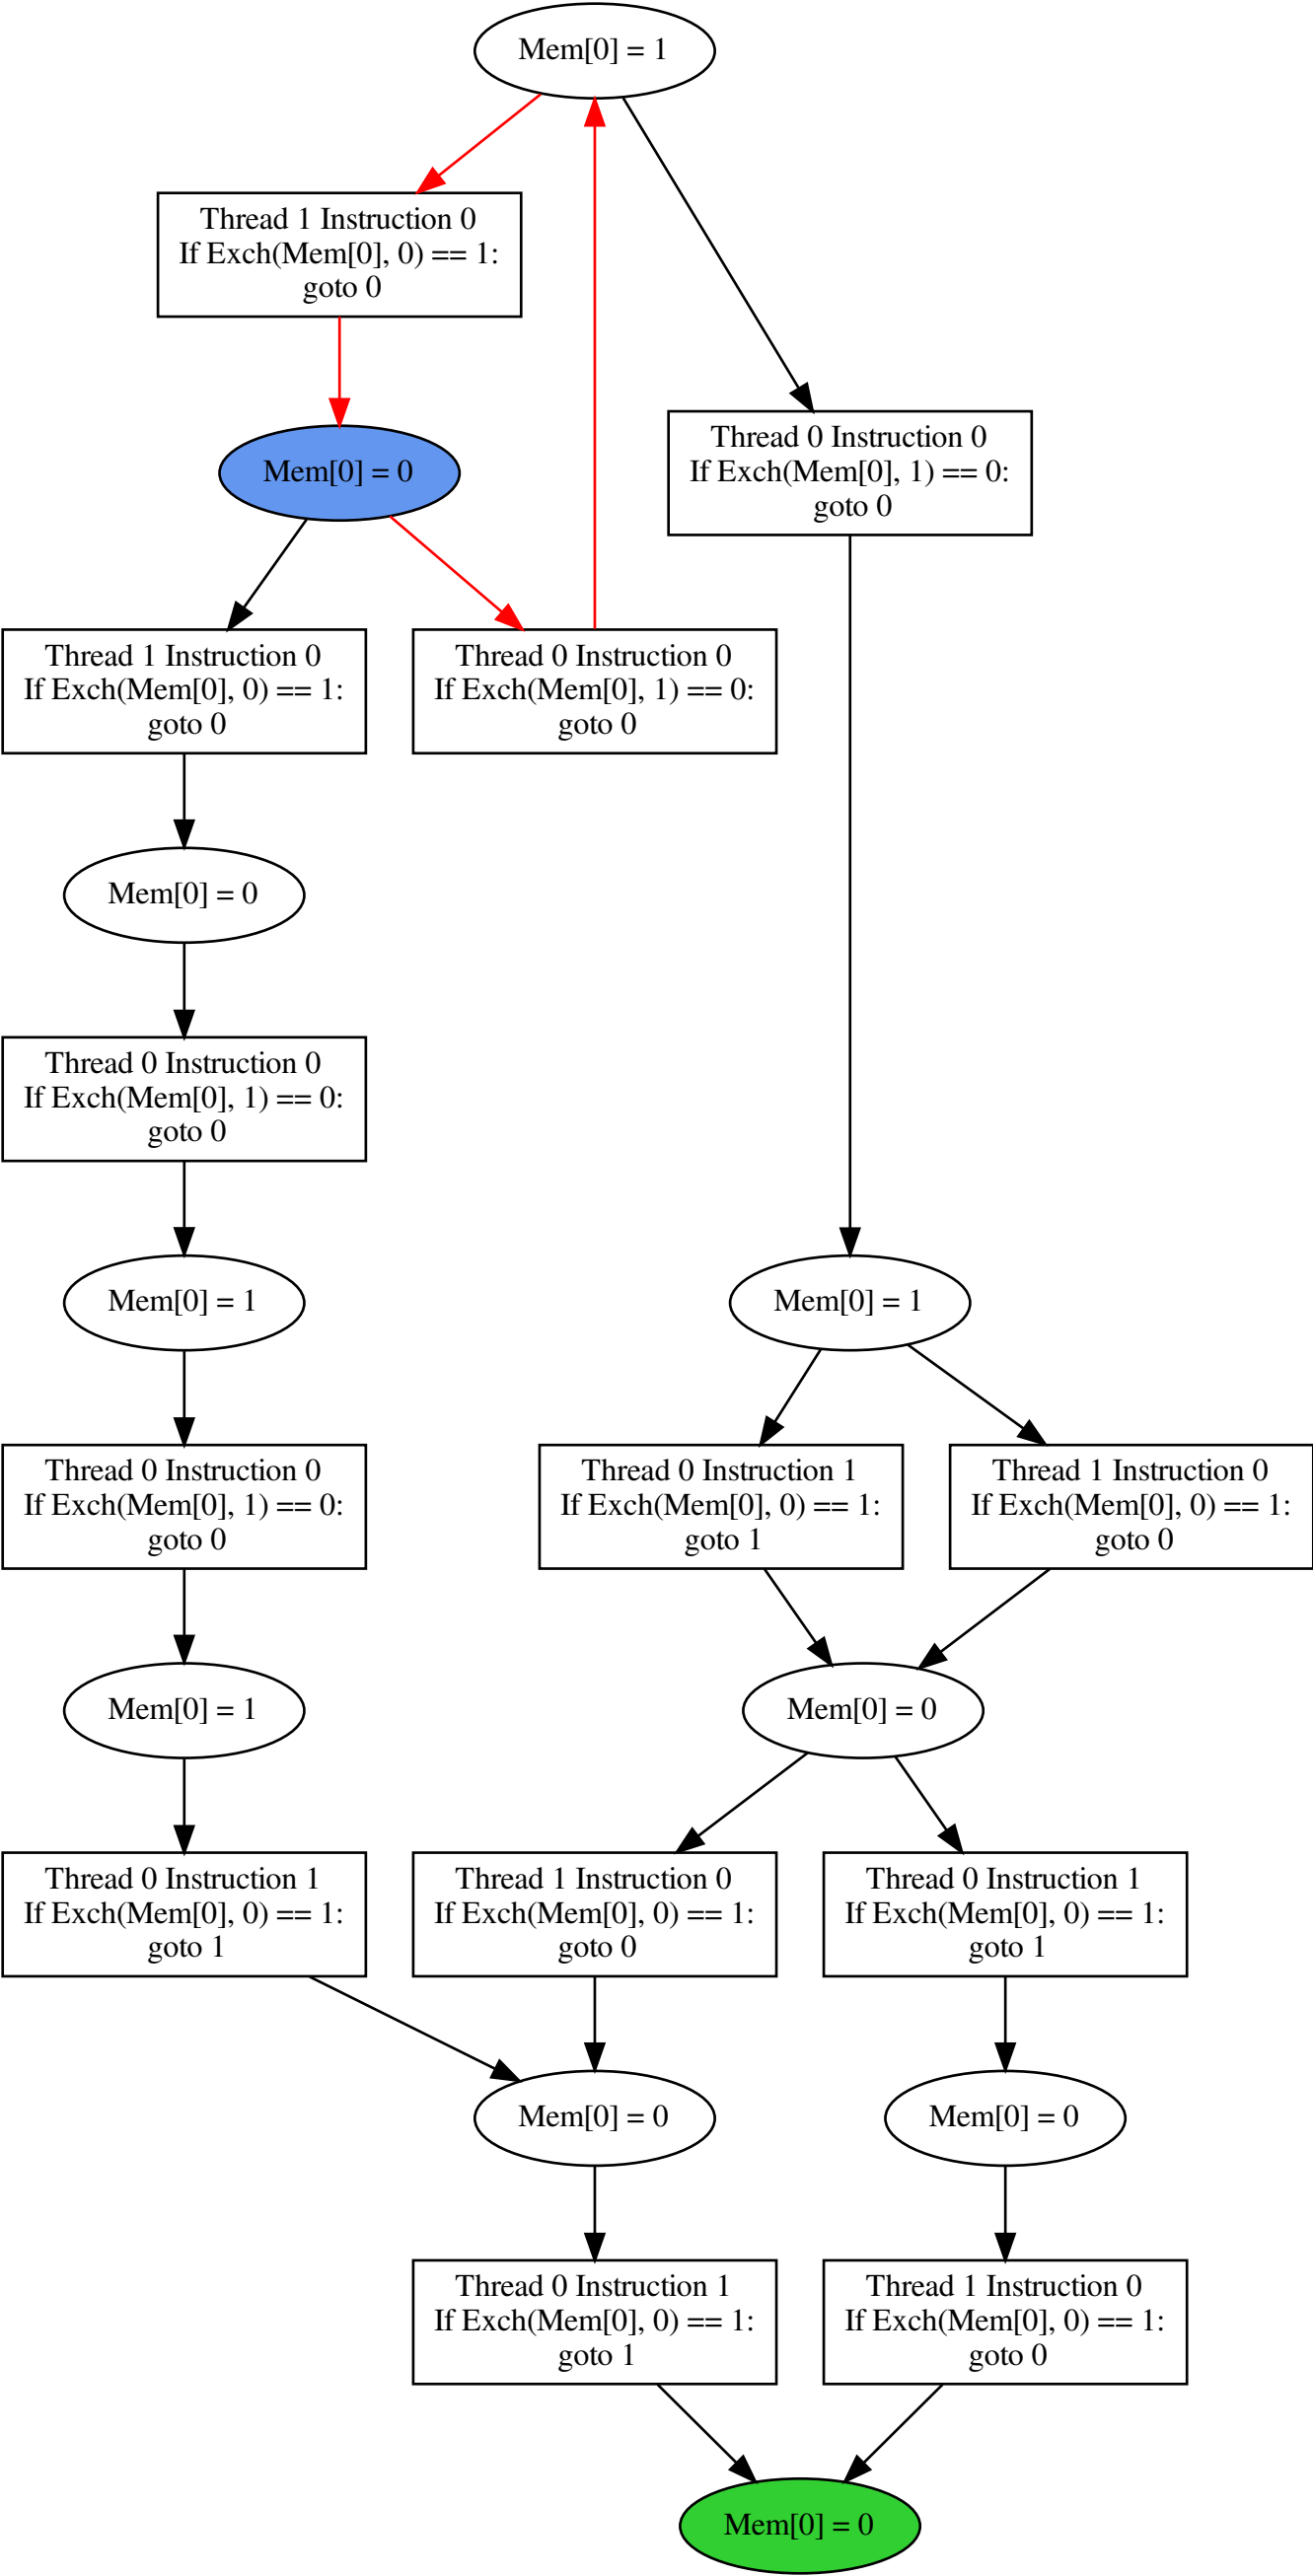 Mem[0] = 1
Thread 1 Instruction 0
If Exch(Mem[0], 0) == 1:
goto 0
Thread 0 Instruction 0
If Exch(Mem[0], 1) == 0:
goto 0
Mem[0] = 0
Thread 1 Instruction 0
If Exch(Mem[0], 0) == 1:
goto 0
Thread 0 Instruction 0
If Exch(Mem[0], 1) == 0:
goto 0
Mem[0] = 0
Thread 0 Instruction 0
If Exch(Mem[0], 1) == 0:
goto 0
Mem[0] = 1
Mem[0] = 1
Thread 0 Instruction 0
If Exch(Mem[0], 1) == 0:
goto 0
Thread 0 Instruction 1
If Exch(Mem[0], 0) == 1:
goto 1
Thread 1 Instruction 0
If Exch(Mem[0], 0) == 1:
goto 0
Mem[0] = 1
Mem[0] = 0
Thread 0 Instruction 1
If Exch(Mem[0], 0) == 1:
goto 1
Thread 1 Instruction 0
If Exch(Mem[0], 0) == 1:
goto 0
Thread 0 Instruction 1
If Exch(Mem[0], 0) == 1:
goto 1
Mem[0] = 0
Mem[0] = 0
Thread 0 Instruction 1
If Exch(Mem[0], 0) == 1:
goto 1
Thread 1 Instruction 0
If Exch(Mem[0], 0) == 1:
goto 0
Mem[0] = 0